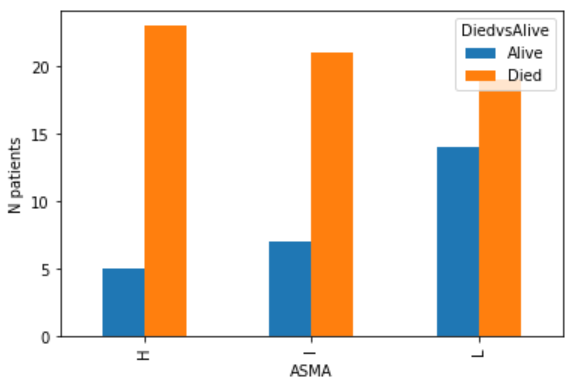 DiedvsAlive
Alive
Died
N patients
20
15
10
5
0
H
I
L
ASMA